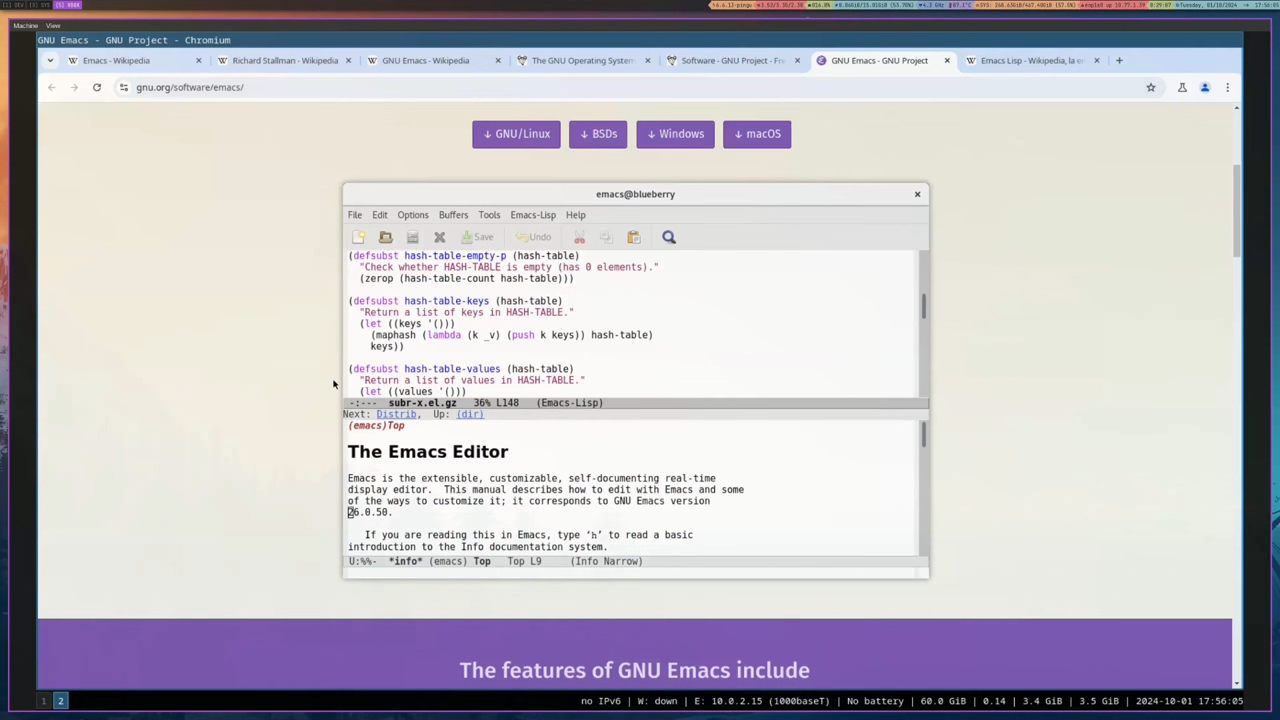 [1] DEV [3] SYS [5] BOOK
Machine View
GNU Emacs - GNU Project - Chromium
Emacs - Wikipedia
Richard Stallman - Wikipedia
GNU Emacs - Wikipedia
The GNU Operating System
Software - GNU Project - Fre
GNU Emacs - GNU Project
Emacs Lisp - Wikipedia, la e
gnu.org/software/emacs/
↓ GNU/Linux ↓ BSDs ↓ Windows ↓ macOS
emacs@blueberry
File Edit Options Buffers Tools Emacs-Lisp Help
Save Undo
(defsubst hash-table-empty-p (hash-table)
"Check whether HASH-TABLE is empty (has 0 elements)."
(zerop (hash-table-count hash-table)))
(defsubst hash-table-keys (hash-table)
"Return a list of keys in HASH-TABLE."
(let ((keys '()))
(maphash (lambda (k _v) (push k keys)) hash-table)
keys))
(defsubst hash-table-values (hash-table)
"Return a list of values in HASH-TABLE."
(let ((values '()))
-:--- subr-x.el.gz 36% L148 (Emacs-Lisp)
Next: Distrib, Up: (dir)
(emacs)Top
The Emacs Editor
Emacs is the extensible, customizable, self-documenting real-time
display editor. This manual describes how to edit with Emacs and some
of the ways to customize it; it corresponds to GNU Emacs version
26.0.50.
If you are reading this in Emacs, type ‘h’ to read a basic
introduction to the Info documentation system.
U:%%- *info* (emacs) Top Top L9 (Info Narrow)
The features of GNU Emacs include
1 2
no IPv6 | W: down | E: 10.0.2.15 (1000baseT) | No battery | 60.0 GiB | 0.14 | 3.4 GiB | 3.5 GiB | 2024-10-01 17:56:05